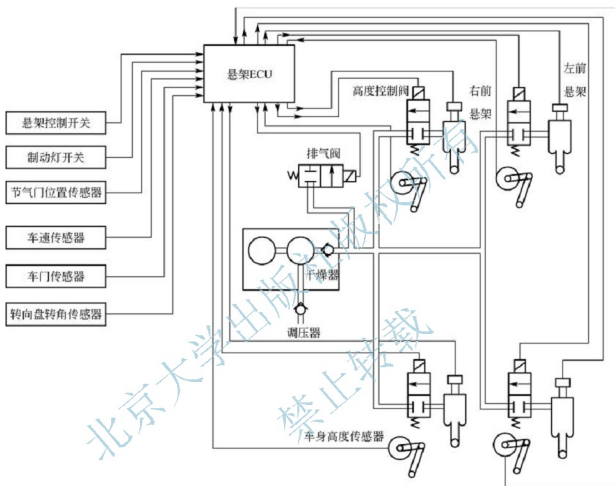 悬架ECU
悬架控制开关
制动灯开关
节气门位置传感器
车速传感器
车门传感器
转向盘转角传感器
高度控制阀
右前
悬架
左前
悬架
排气阀
干燥器
调压器
车身高度传感器
北京大学出版社版权所有
禁止转载